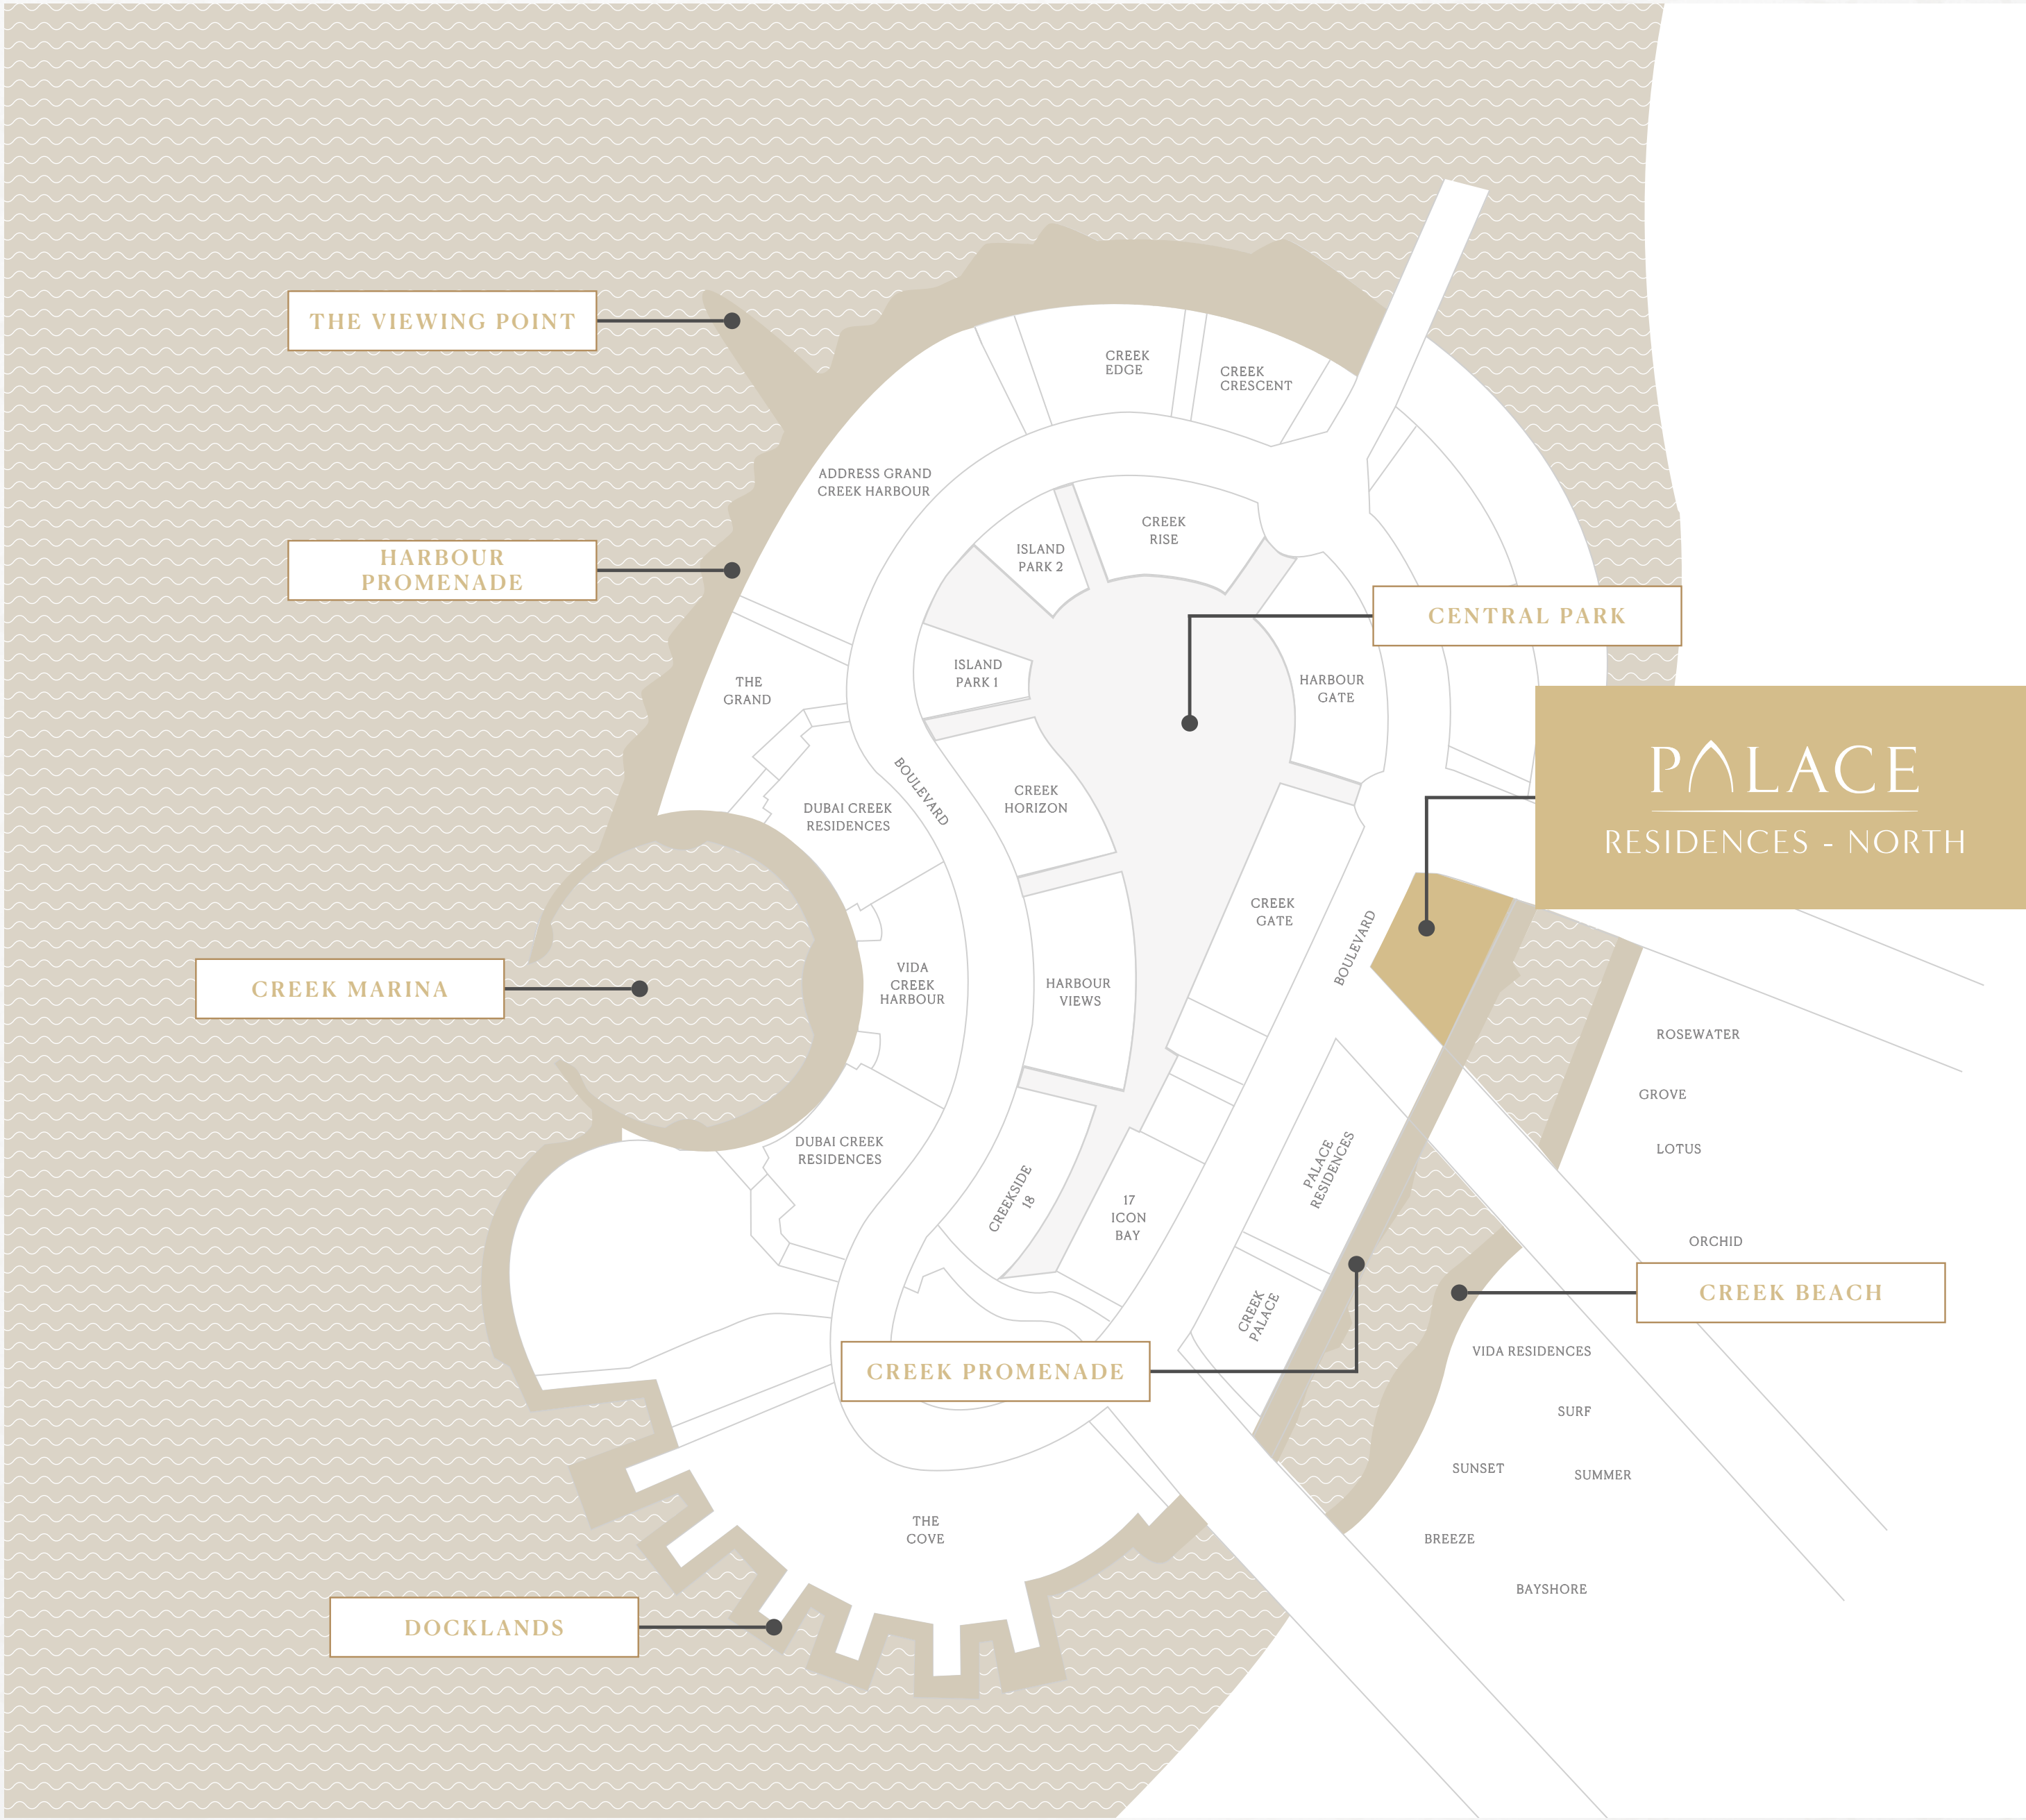 THE VIEWING POINT
CREEK
EDGE
CREEK
CRESCENT
ADDRESS GRAND
CREEK HARBOUR
CREEK
RISE
ISLAND
PARK 2
HARBOUR
PROMENADE
CENTRAL PARK
ISLAND
PARK 1
THE
GRAND
HARBOUR
GATE
PALACE
RESIDENCES - NORTH
BOULEVARD
CREEK
HORIZON
DUBAI CREEK
RESIDENCES
CREEK
GATE
BOULEVARD
VIDA
CREEK
HARBOUR
HARBOUR
VIEWS
CREEK MARINA
ROSEWATER
GROVE
LOTUS
DUBAI CREEK
RESIDENCES
PALACE
RESIDENCES
CREEKSIDE
18
17
ICON
BAY
ORCHID
CREEK BEACH
CREEK
PALACE
VIDA RESIDENCES
CREEK PROMENADE
SURF
SUNSET
SUMMER
THE
COVE
BREEZE
BAYSHORE
DOCKLANDS